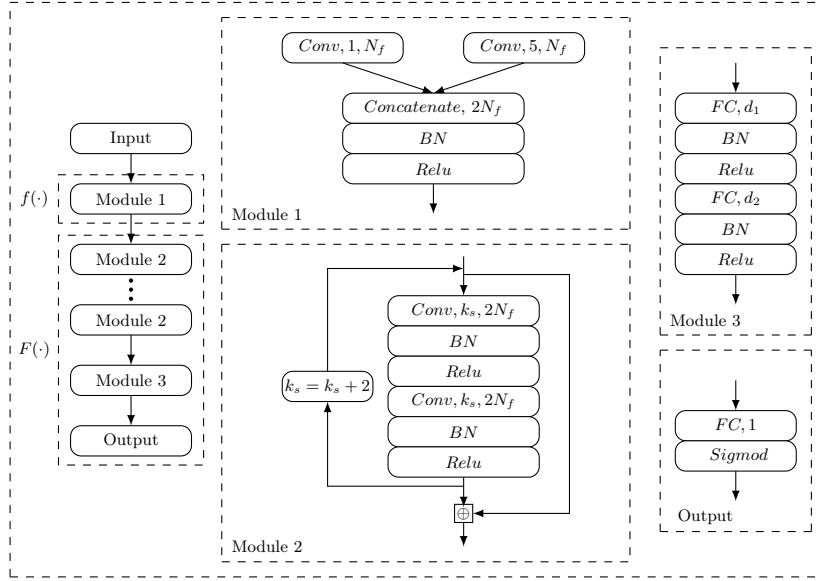 Input
f(·)
Module 1
Module 2
Module 2
F(·)
Module 3
Output
Conv, 1, N_f
Conv, 5, N_f
Concatenate, 2N_f
BN
Relu
Module 1
Conv, k_s, 2N_f
BN
Relu
k_s = k_s + 2
Conv, k_s, 2N_f
BN
Relu
⊕
Module 2
FC, d_1
BN
Relu
FC, d_2
BN
Relu
Module 3
FC, 1
Sigmod
Output